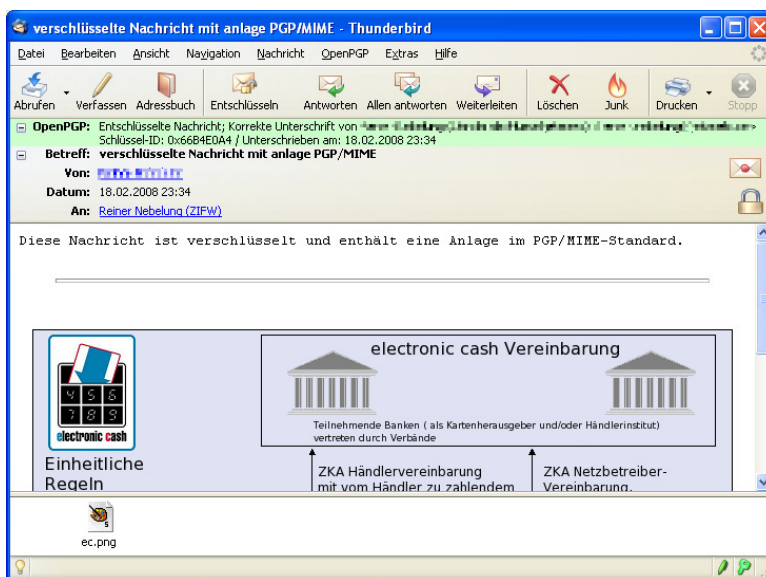 verschlüsselte Nachricht mit anlage PGP/MIME - Thunderbird
Datei Bearbeiten Ansicht Navigation Nachricht OpenPGP Extras Hilfe
Abrufen Verfassen Adressbuch Entschlüsseln Antworten Allen antworten Weiterleiten Löschen Junk Drucken Stopp
OpenPGP: Entschlüsselte Nachricht; Korrekte Unterschrift von
Schlüssel-ID: 0x66B4E0A4 / Unterschrieben am: 18.02.2008 23:34
Betreff: verschlüsselte Nachricht mit anlage PGP/MIME
Von:
Datum: 18.02.2008 23:34
An: Reiner Nebelung (ZIFW)
Diese Nachricht ist verschlüsselt und enthält eine Anlage im PGP/MIME-Standard.
electronic cash Vereinbarung
4 5 6
7 8 9
electronic cash
Teilnehmende Banken ( als Kartenherausgeber und/oder Händlerinstitut)
vertreten durch Verbände
Einheitliche
Regeln
ZKA Händlervereinbarung
mit vom Händler zu zahlendem
ZKA Netzbetreiber-
Vereinbarung.
ec.png